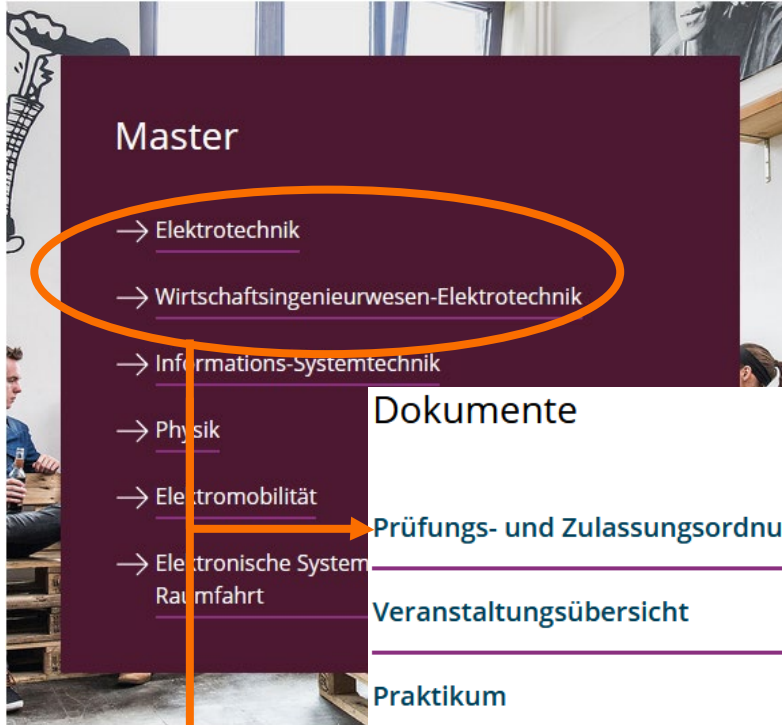 Master
Elektrotechnik
Wirtschaftsingenieurwesen-Elektrotechnik
Informations-Systemtechnik
Physik
Elektromobilität
Elektronische System
Raumfahrt
Dokumente
Prüfungs- und Zulassungsordnu
Veranstaltungsübersicht
Praktikum